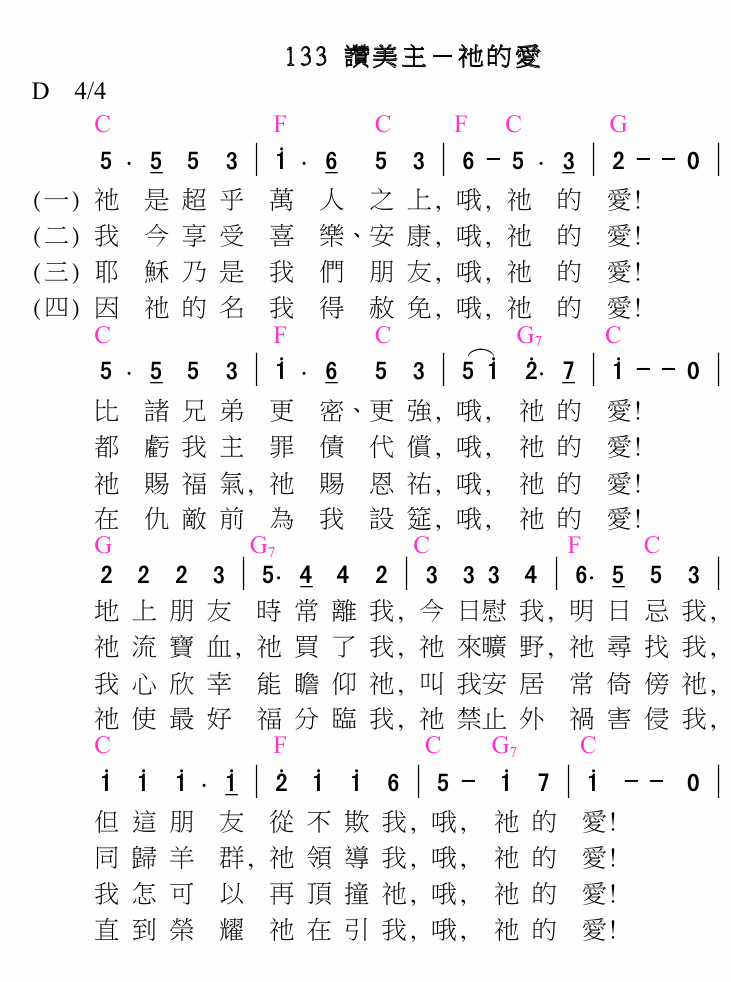 133 讚美主－祂的愛
D 4/4
C F C F C G
5 · 5 5 3 | i · 6 5 3 | 6 － 5 · 3 | 2 － － 0 |
(一) 祂是超乎萬人之上, 哦, 祂的愛!
(二) 我今享受喜樂、安康, 哦, 祂的愛!
(三) 耶穌乃是我們朋友, 哦, 祂的愛!
(四) 因祂的名我得赦免, 哦, 祂的愛!
C F C G7 C
5 · 5 5 3 | i · 6 5 3 | 5 i 2̇· 7 | i － － 0 |
比諸兄弟更密、更強, 哦, 祂的愛!
都虧我主罪債代償, 哦, 祂的愛!
祂賜福氣, 祂賜恩祐, 哦, 祂的愛!
在仇敵前為我設筵, 哦, 祂的愛!
G G7 C F C
2 2 2 3 | 5· 4 4 2 | 3 3 3 4 | 6· 5 5 3 |
地上朋友時常離我, 今日慰我, 明日忌我,
祂流寶血, 祂買了我, 祂來曠野, 祂尋找我,
我心欣幸能瞻仰祂, 叫我安居常倚傍祂,
祂使最好福分臨我, 祂禁止外禍害侵我,
C F C G7 C
i i i · i | 2̇ i i 6 | 5 － i 7 | i － － 0 |
但這朋友從不欺我, 哦, 祂的愛!
同歸羊群, 祂領導我, 哦, 祂的愛!
我怎可以再頂撞祂, 哦, 祂的愛!
直到榮耀祂在引我, 哦, 祂的愛!